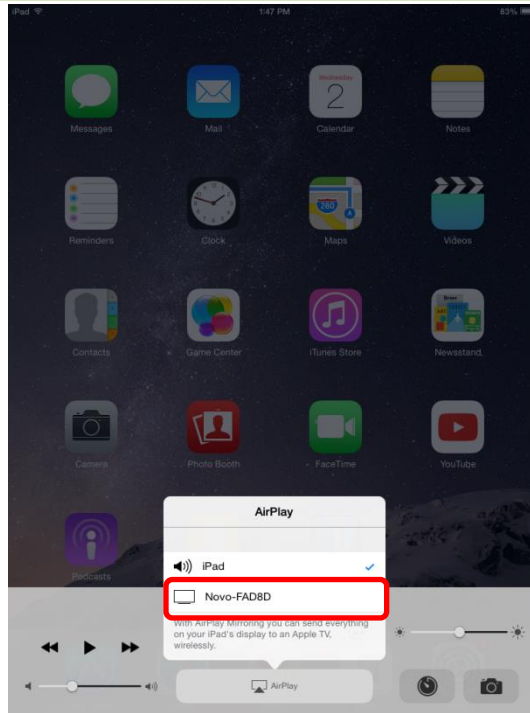 iPad 1:47 PM 83%
Wednesday
2
280
Messages Mail Calendar Notes
Reminders Clock Maps Videos
Contacts Game Center iTunes Store Newsstand
Camera Photo Booth FaceTime YouTube
Podcasts
AirPlay
iPad
Novo-FAD8D
With AirPlay Mirroring you can send everything
on your iPad's display to an Apple TV,
wirelessly.
AirPlay